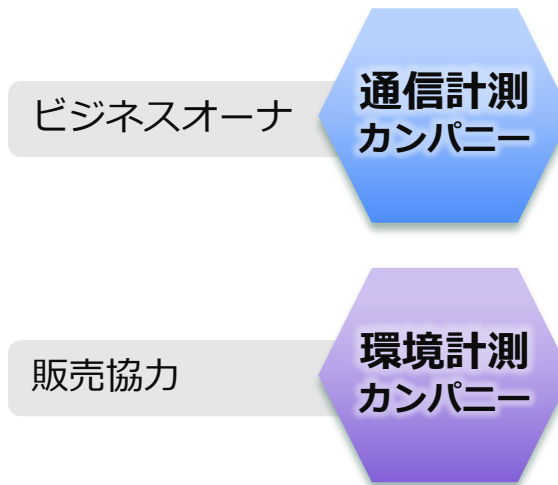 ビジネスオーナ
通信計測
カンパニー
販売協力
環境計測
カンパニー